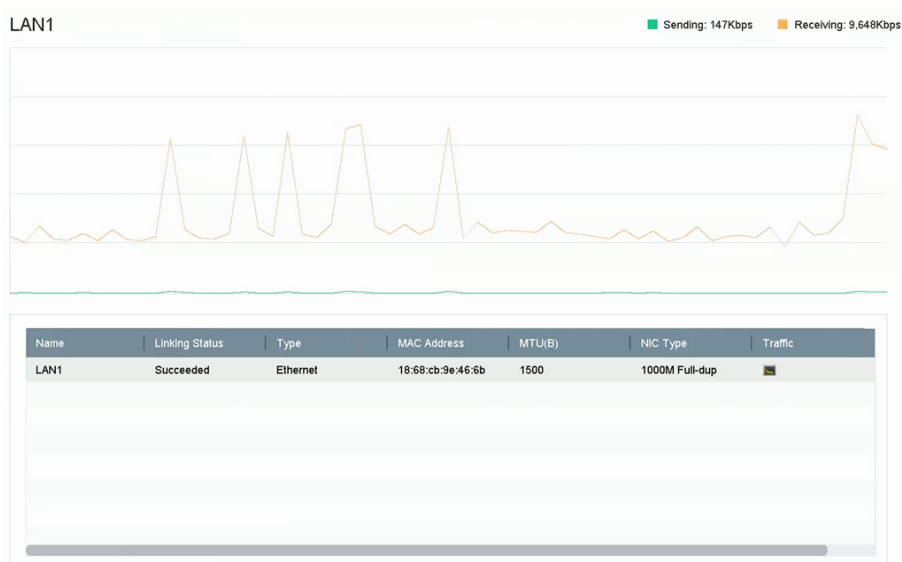 LAN1
Sending: 147Kbps Receiving: 9,648Kbps
Name Linking Status Type MAC Address MTU(B) NIC Type Traffic
LAN1 Succeeded Ethernet 18:68:cb:9e:46:6b 1500 1000M Full-dup